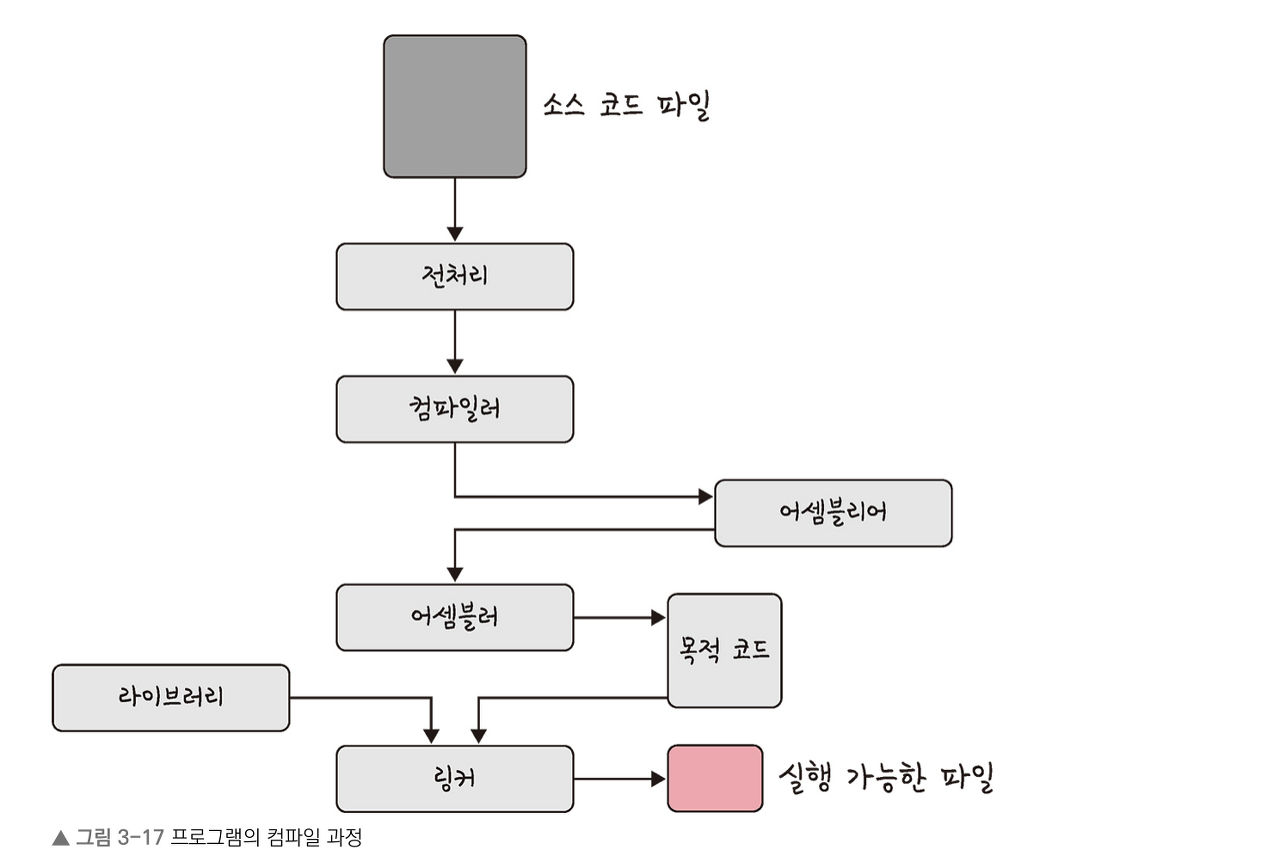 소스 코드 파일
전처리
컴파일러
어셈블리어
어셈블러
목적 코드
라이브러리
링커
실행 가능한 파일
▲ 그림 3-17 프로그램의 컴파일 과정